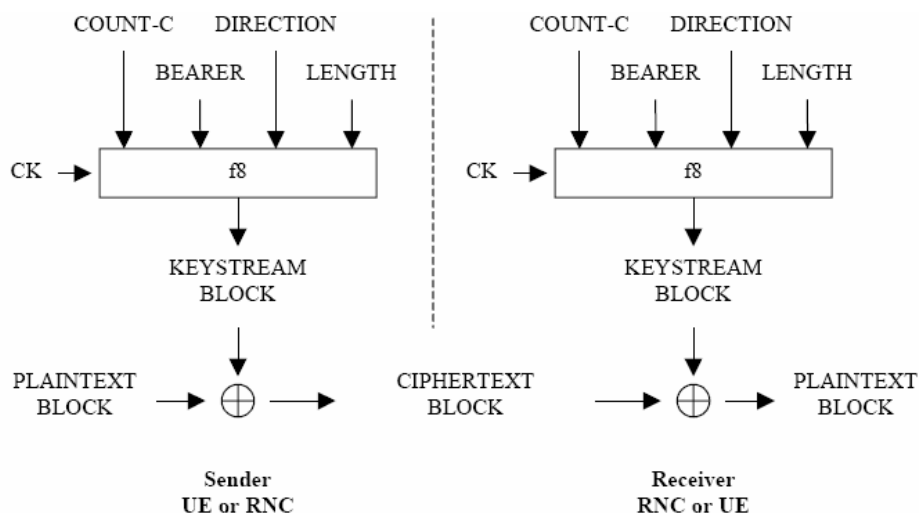 COUNT-C DIRECTION
BEARER LENGTH
CK f8
KEYSTREAM
BLOCK
PLAINTEXT
BLOCK
Sender
UE or RNC
CIPHERTEXT
BLOCK
COUNT-C DIRECTION
BEARER LENGTH
CK f8
KEYSTREAM
BLOCK
PLAINTEXT
BLOCK
Receiver
RNC or UE